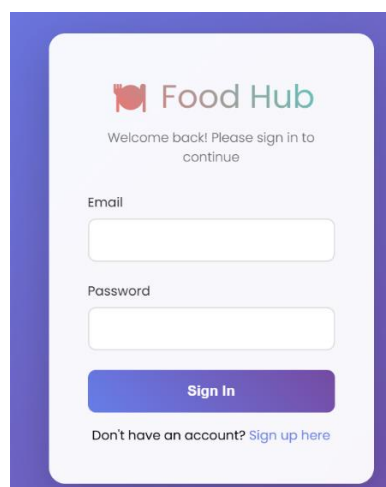 Food Hub
Welcome back! Please sign in to
continue
Email
Password
Sign In
Don't have an account? Sign up here